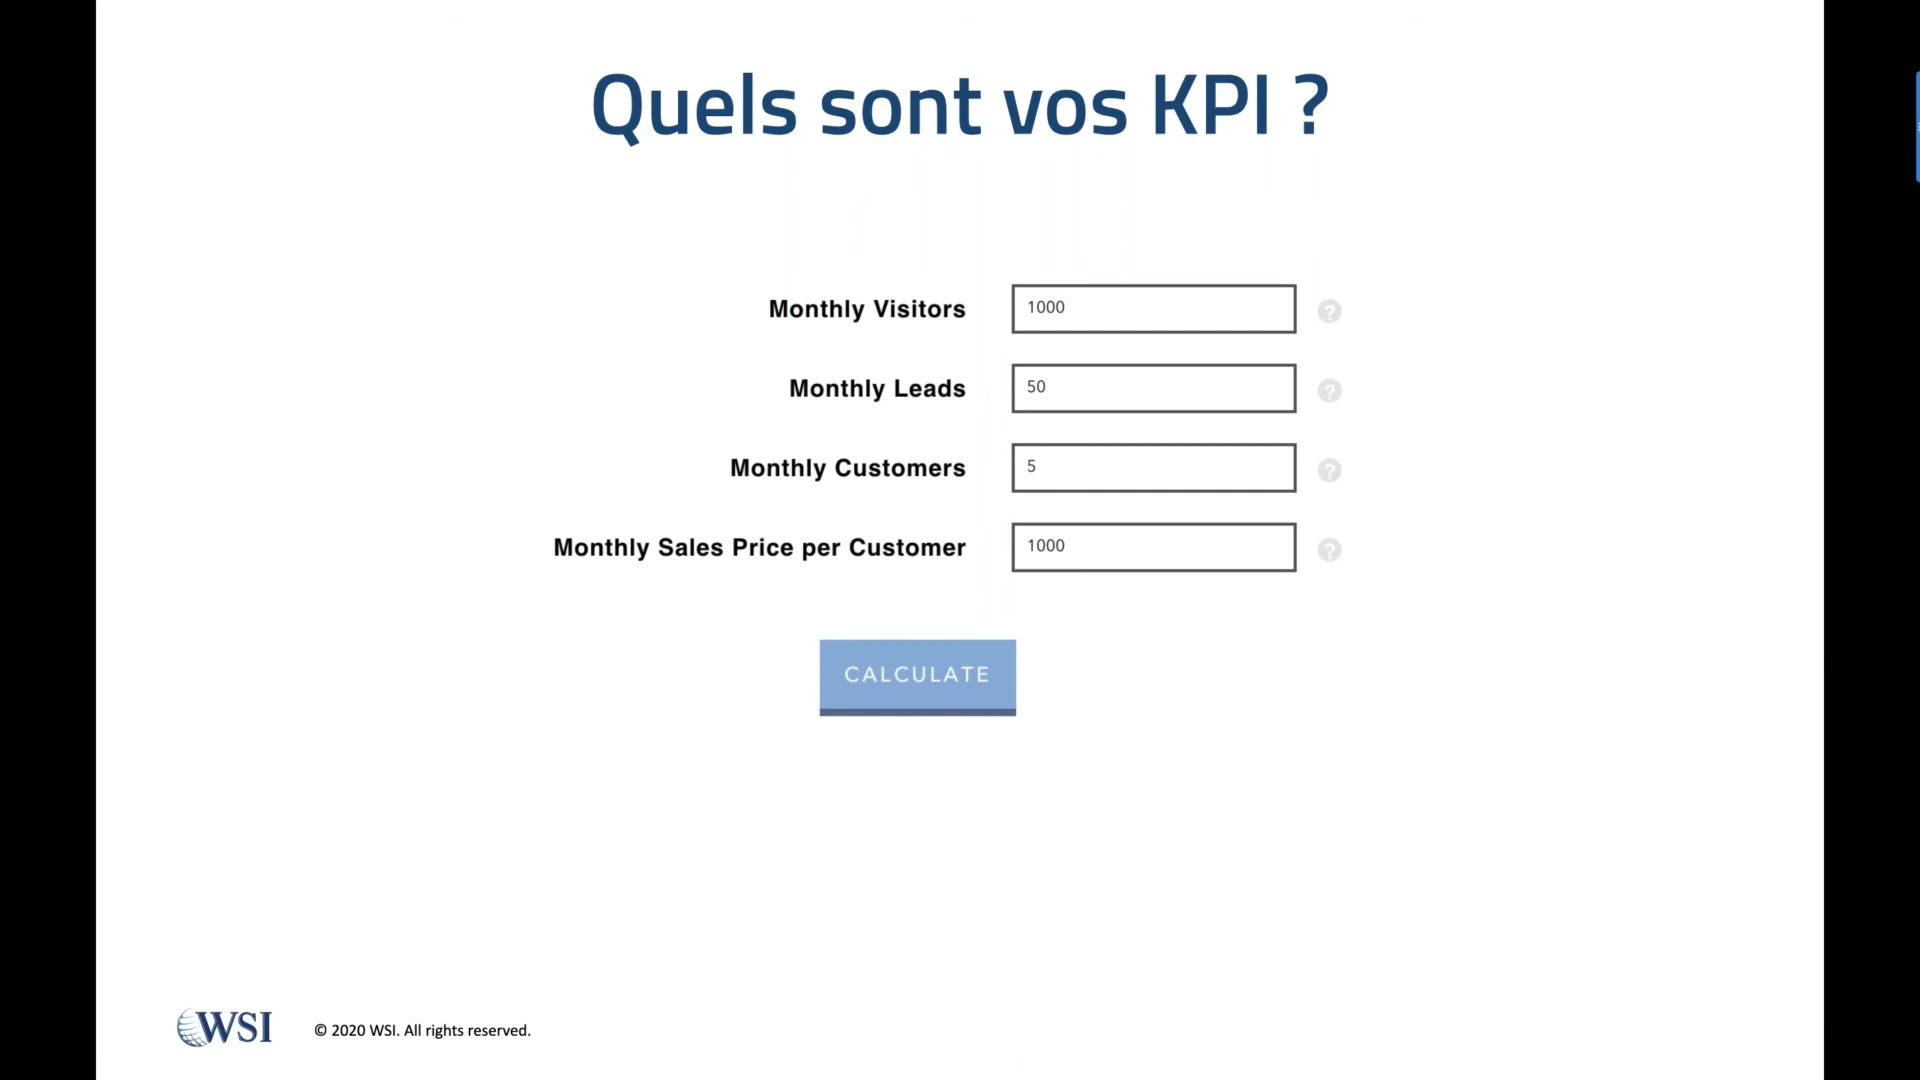 Quels sont vos KPI ?
Monthly Visitors 1000 ?
Monthly Leads 50 ?
Monthly Customers 5 ?
Monthly Sales Price per Customer 1000 ?
CALCULATE
WSI © 2020 WSI. All rights reserved.